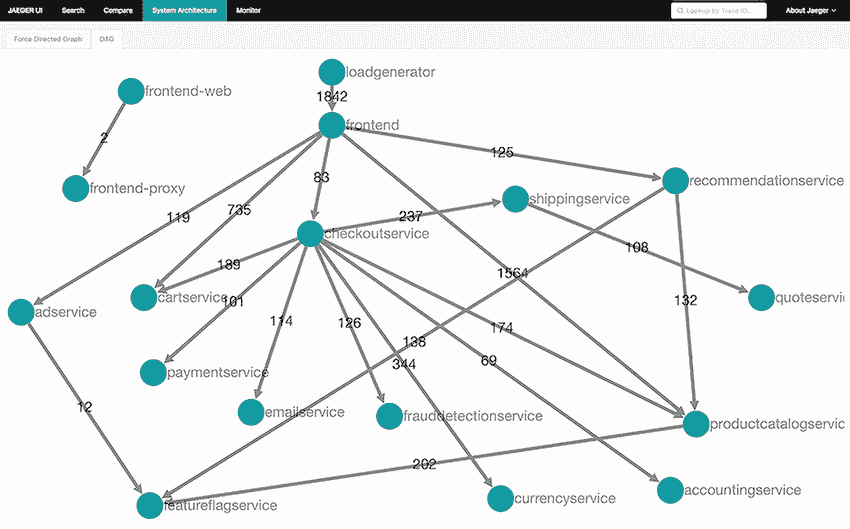 JAEGER UI Search Compare System Architecture Monitor Lookup by Trace ID... About Jaeger
Force Directed Graph DAG
loadgenerator
frontend-web
1842
frontend
2
125
83
recommendationservice
frontend-proxy
shippingservice
735
119
237
checkoutservice
108
189
1564
cartservice
101
132
quoteservi
adservice
114
126
174
138
69
344
paymentservice
12
emailservice
frauddetectionservice
productcatalogservic
202
accountingservice
currencyservice
featureflagservice